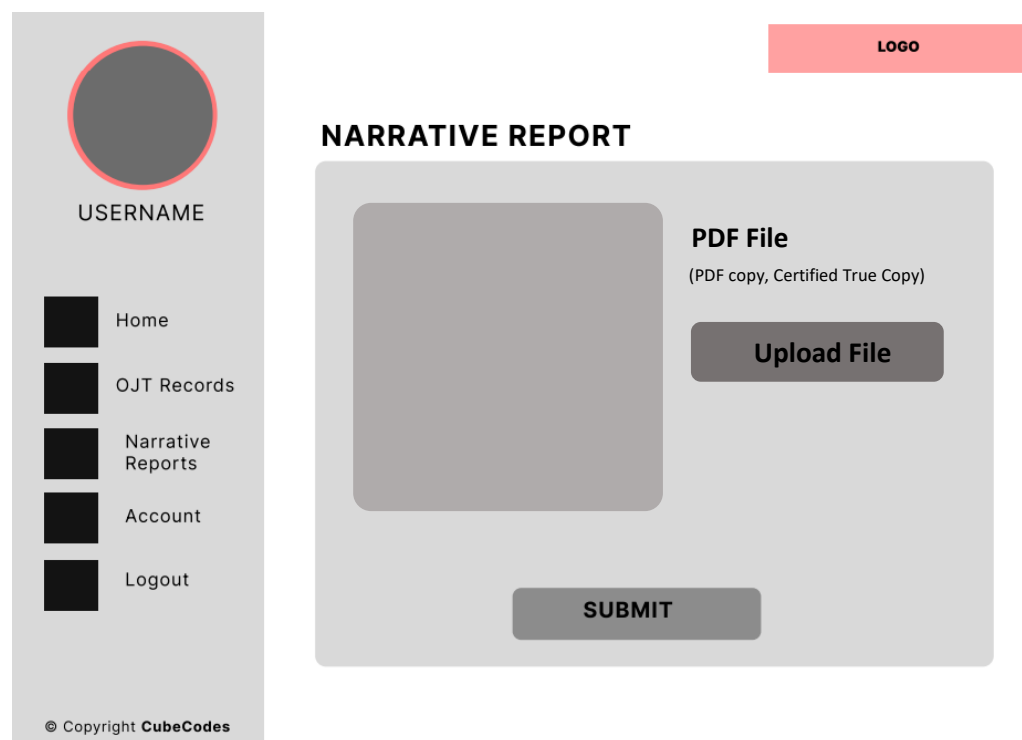 LOGO
USERNAME
Home
OJT Records
Narrative
Reports
Account
Logout
© Copyright CubeCodes
NARRATIVE REPORT
PDF File
(PDF copy, Certified True Copy)
Upload File
SUBMIT